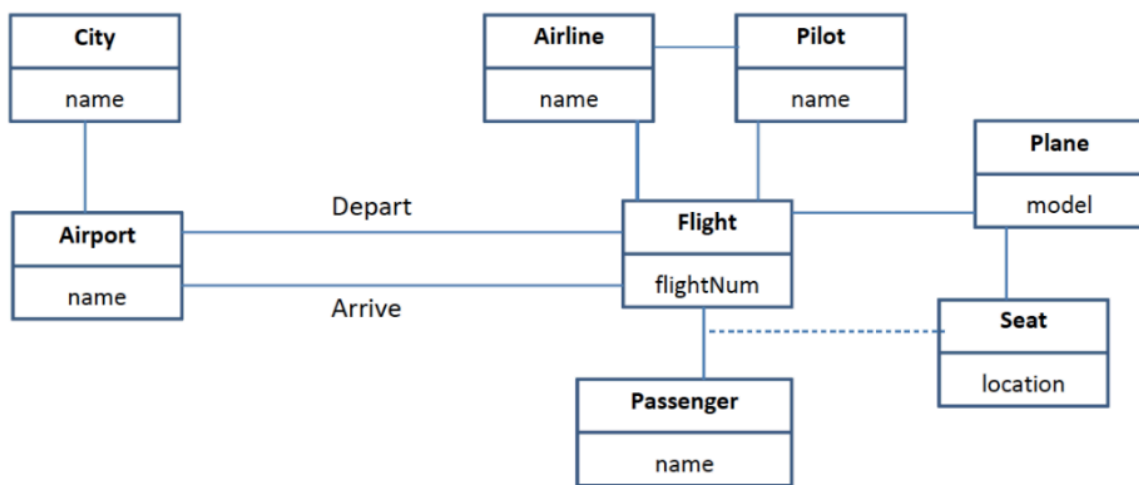 City
name
Airline
name
Pilot
name
Plane
model
Airport
name
Depart
Arrive
Flight
flightNum
Seat
location
Passenger
name